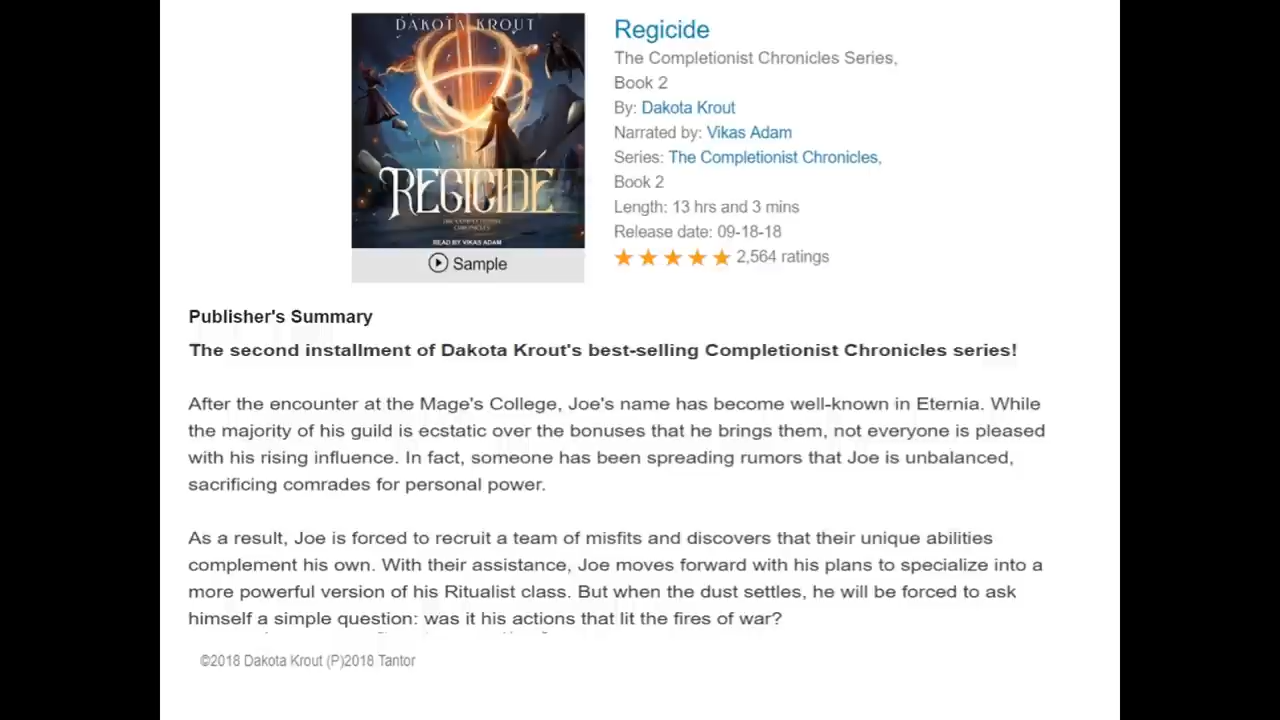 DAKOTA KROUT
REGICIDE
THE COMPLETIONIST
CHRONICLES
READ BY VIKAS ADAM
Sample
Regicide
The Completionist Chronicles Series,
Book 2
By: Dakota Krout
Narrated by: Vikas Adam
Series: The Completionist Chronicles,
Book 2
Length: 13 hrs and 3 mins
Release date: 09-18-18
2,564 ratings
Publisher's Summary
The second installment of Dakota Krout's best-selling Completionist Chronicles series!
After the encounter at the Mage's College, Joe's name has become well-known in Eternia. While
the majority of his guild is ecstatic over the bonuses that he brings them, not everyone is pleased
with his rising influence. In fact, someone has been spreading rumors that Joe is unbalanced,
sacrificing comrades for personal power.
As a result, Joe is forced to recruit a team of misfits and discovers that their unique abilities
complement his own. With their assistance, Joe moves forward with his plans to specialize into a
more powerful version of his Ritualist class. But when the dust settles, he will be forced to ask
himself a simple question: was it his actions that lit the fires of war?
©2018 Dakota Krout (P)2018 Tantor